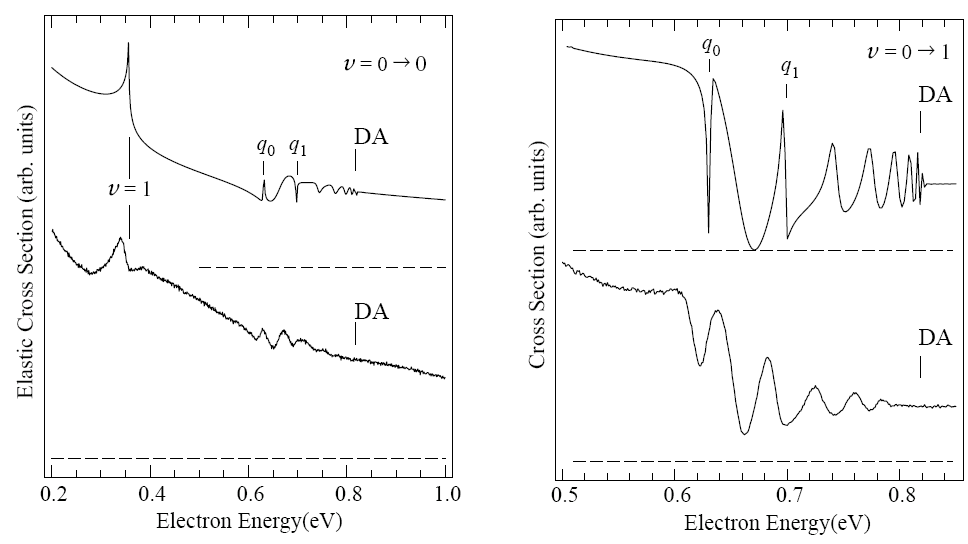 ν = 0 → 0
q0 q1
DA
ν = 1
DA
Elastic Cross Section (arb. units)
0.2 0.4 0.6 0.8 1.0
Electron Energy(eV)
q0
q1
ν = 0 → 1
DA
DA
Cross Section (arb. units)
0.5 0.6 0.7 0.8
Electron Energy(eV)